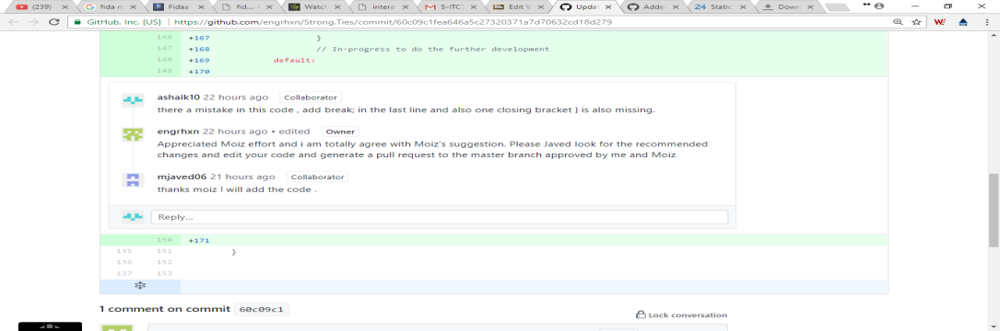 (239)
fida m
Fidaa
fid....
Watch
intera
M S-ITC
Edit V
Updat
Adde
24 Static
Down
GitHub, Inc. [US] | https://github.com/engrhxn/Strong.Ties/commit/60c09c1fea646a5c27320371a7d70632cd18d279
146 +167 }
147 +168 // In-progress to do the further development
148 +169 default:
149 +170
ashaik10 22 hours ago Collaborator
there a mistake in this code , add break; in the last line and also one closing bracket } is also missing.
engrhxn 22 hours ago • edited Owner
Appreciated Moiz effort and i am totally agree with Moiz's suggestion. Please Javed look for the recommended
changes and edit your code and generate a pull request to the master branch approved by me and Moiz
mjaved06 21 hours ago Collaborator
thanks moiz I will add the code .
Reply...
150 +171
135 151 }
136 152
137 153
1 comment on commit 60c09c1
Lock conversation